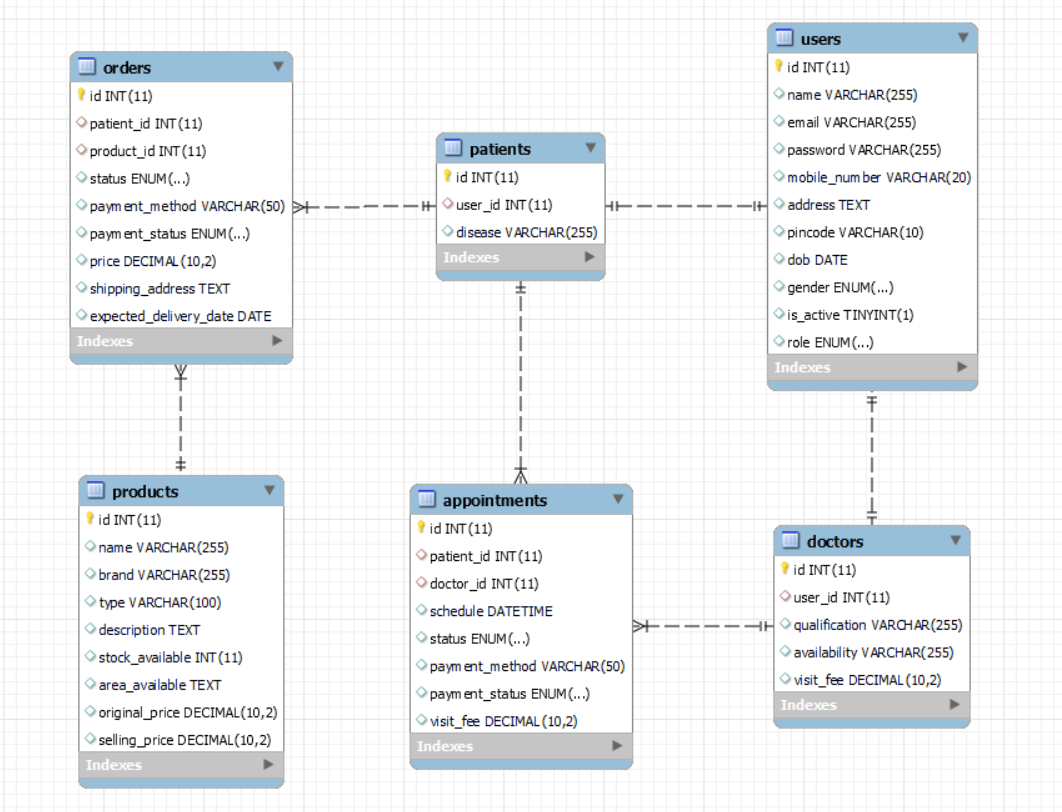 orders
id INT(11)
patient_id INT(11)
product_id INT(11)
status ENUM(...)
payment_method VARCHAR(50)
payment_status ENUM(...)
price DECIMAL(10,2)
shipping_address TEXT
expected_delivery_date DATE
Indexes
patients
id INT(11)
user_id INT(11)
disease VARCHAR(255)
Indexes
users
id INT(11)
name VARCHAR(255)
email VARCHAR(255)
password VARCHAR(255)
mobile_number VARCHAR(20)
address TEXT
pincode VARCHAR(10)
dob DATE
gender ENUM(...)
is_active TINYINT(1)
role ENUM(...)
Indexes
products
id INT(11)
name VARCHAR(255)
brand VARCHAR(255)
type VARCHAR(100)
description TEXT
stock_available INT(11)
area_available TEXT
original_price DECIMAL(10,2)
selling_price DECIMAL(10,2)
Indexes
appointments
id INT(11)
patient_id INT(11)
doctor_id INT(11)
schedule DATETIME
status ENUM(...)
payment_method VARCHAR(50)
payment_status ENUM(...)
visit_fee DECIMAL(10,2)
Indexes
doctors
id INT(11)
user_id INT(11)
qualification VARCHAR(255)
availability VARCHAR(255)
visit_fee DECIMAL(10,2)
Indexes